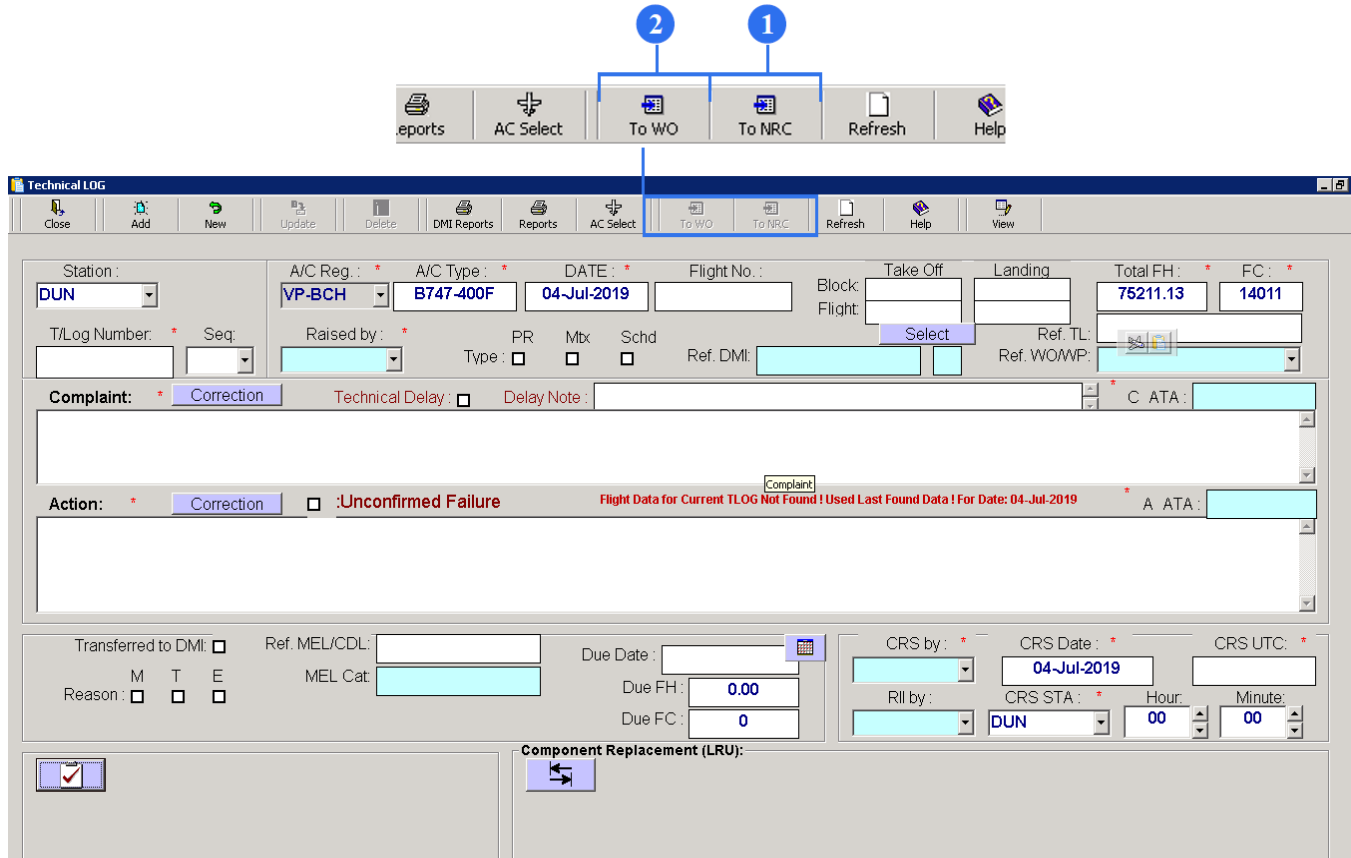 2 1
.eports AC Select To WO To NRC Refresh Help
Technical LOG
Close Add New Update Delete DMI Reports Reports AC Select To WO To NRC Refresh Help View
Station : A/C Reg. : * A/C Type : * DATE : * Flight No. : Take Off Landing Total FH : * FC : *
DUN VP-BCH B747-400F 04-Jul-2019 Block: 75211.13 14011
Flight:
T/Log Number: * Seq: Raised by : * PR Mtx Schd Select Ref. TL:
Type : Ref. DMI: Ref. WO/WP:
Complaint: * Correction Technical Delay : Delay Note : * C ATA :
Complaint
Action: * Correction :Unconfirmed Failure Flight Data for Current TLOG Not Found ! Used Last Found Data ! For Date: 04-Jul-2019 * A ATA :
Transferred to DMI: Ref. MEL/CDL: Due Date : CRS by : * CRS Date : * CRS UTC: *
04-Jul-2019
M T E MEL Cat: Due FH : 0.00
Reason : RII by : CRS STA : * Hour: Minute:
Due FC : 0 DUN 00 00
Component Replacement (LRU):